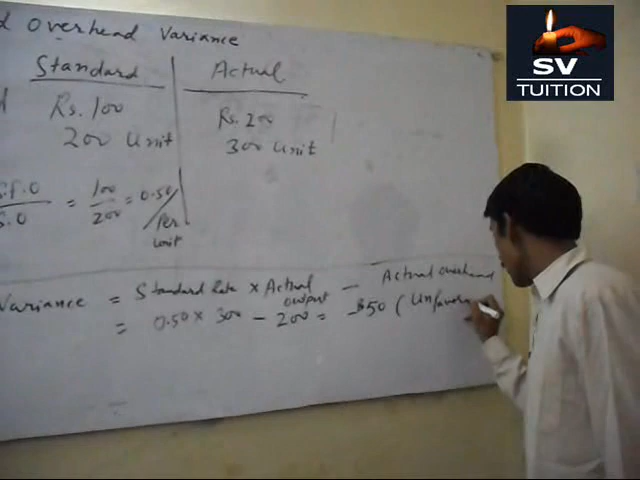 d Overhead Variance
Standard
Actual
d Rs. 100
Rs. 200
200 Unit
300 Unit
S.F.O / S.O = 100/200 = 0.50 / Per unit
Variance = Standard Rate × Actual output − Actual overhead
= 0.50 × 300 − 200 = −50 (Unfavora
SV
TUITION